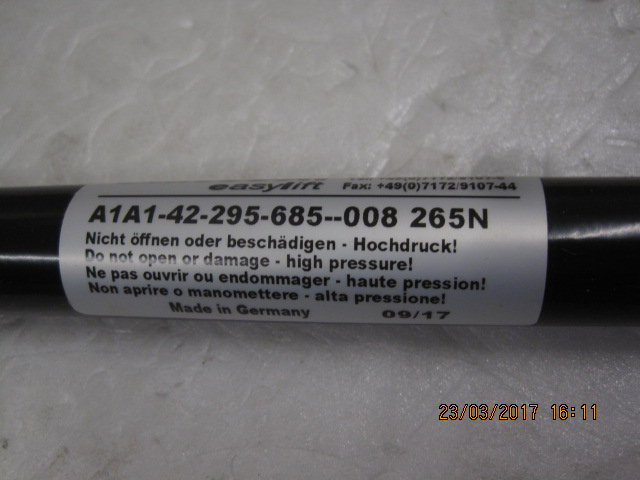 easylift Fax: +49(0)7172/9107-44
A1A1-42-295-685--008 265N
Nicht öffnen oder beschädigen - Hochdruck!
Do not open or damage - high pressure!
Ne pas ouvrir ou endommager - haute pression!
Non aprire o manomettere - alta pressione!
Made in Germany 09/17
23/03/2017 16:11